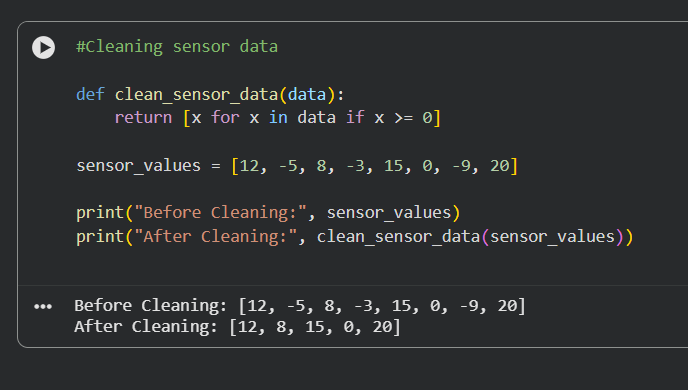 #Cleaning sensor data
def clean_sensor_data(data):
    return [x for x in data if x >= 0]
sensor_values = [12, -5, 8, -3, 15, 0, -9, 20]
print("Before Cleaning:", sensor_values)
print("After Cleaning:", clean_sensor_data(sensor_values))
Before Cleaning: [12, -5, 8, -3, 15, 0, -9, 20]
After Cleaning: [12, 8, 15, 0, 20]